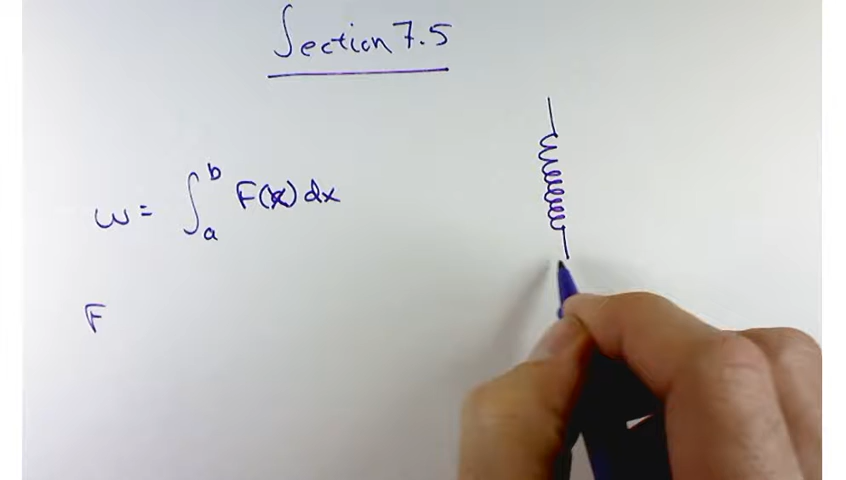 Section 7.5
w = ∫_a^b F(x) dx
F